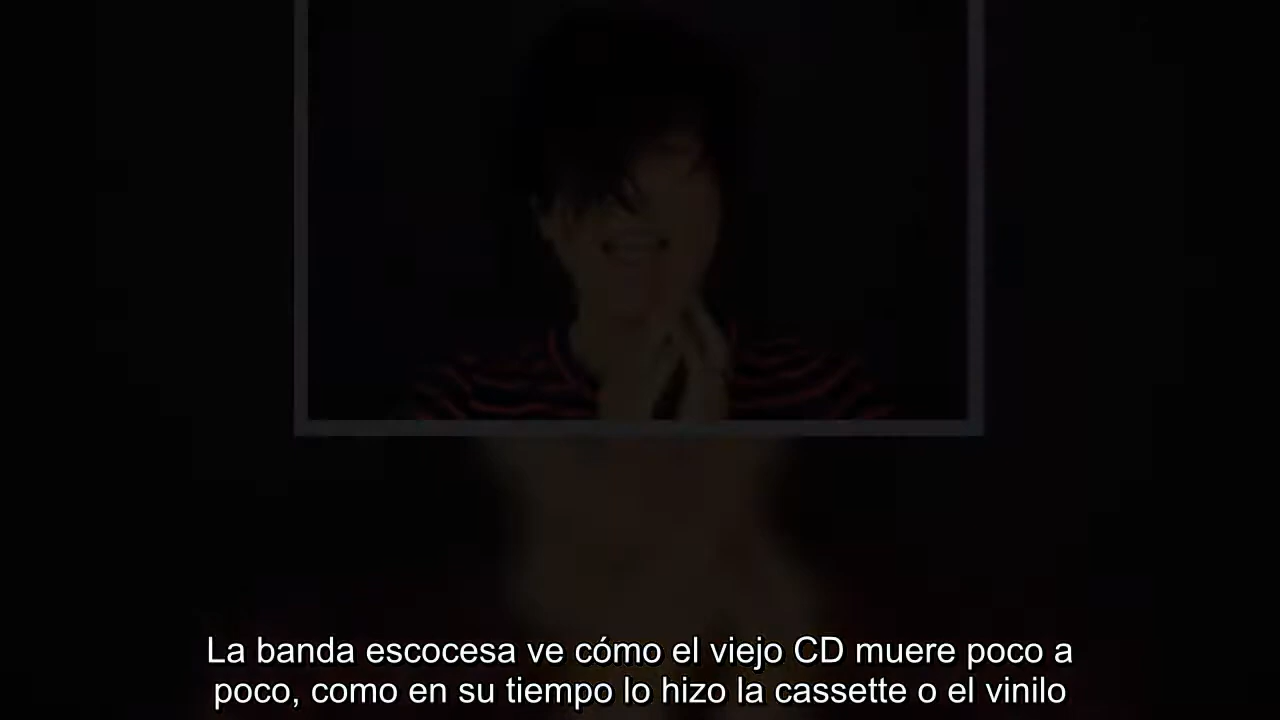 La banda escocesa ve cómo el viejo CD muere poco a
poco, como en su tiempo lo hizo la cassette o el vinilo